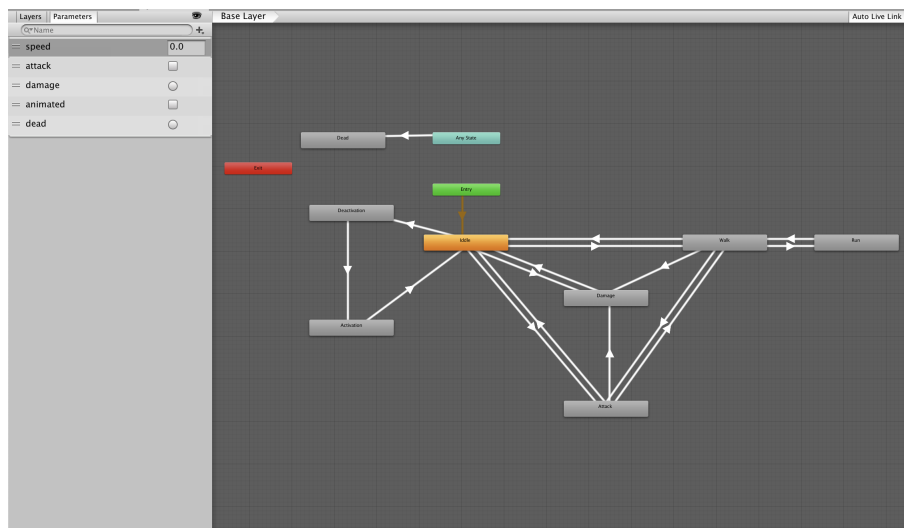 Layers Parameters
Base Layer
Auto Live Link
Name
speed 0.0
attack
damage
animated
dead
Dead
Any State
Exit
Entry
Deactivation
Iddle
Walk
Run
Damage
Activation
Attack